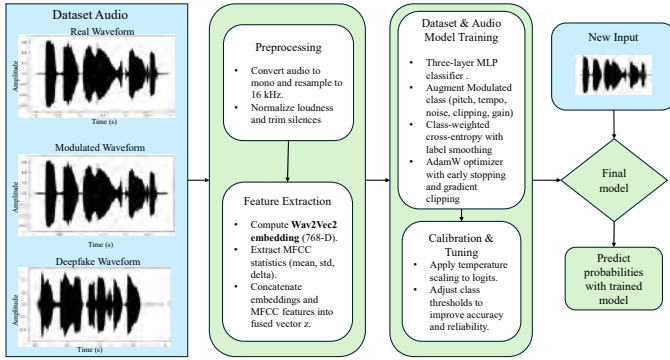 Dataset Audio
Real Waveform
Amplitude
Time (s)
Modulated Waveform
Amplitude
Time (s)
Deepfake Waveform
Amplitude
Time (s)
Preprocessing
• Convert audio to
mono and resample to
16 kHz.
• Normalize loudness
and trim silences
Feature Extraction
• Compute Wav2Vec2
embedding (768-D).
• Extract MFCC
statistics (mean, std,
delta).
• Concatenate
embeddings and
MFCC features into
fused vector z.
Dataset & Audio
Model Training
• Three-layer MLP
classifier .
• Augment Modulated
class (pitch, tempo,
noise, clipping, gain)
• Class-weighted
cross-entropy with
label smoothing
• AdamW optimizer
with early stopping
and gradient
clipping
Calibration &
Tuning
• Apply temperature
scaling to logits.
• Adjust class
thresholds to
improve accuracy
and reliability.
New Input
Final
model
Predict
probabilities
with trained
model